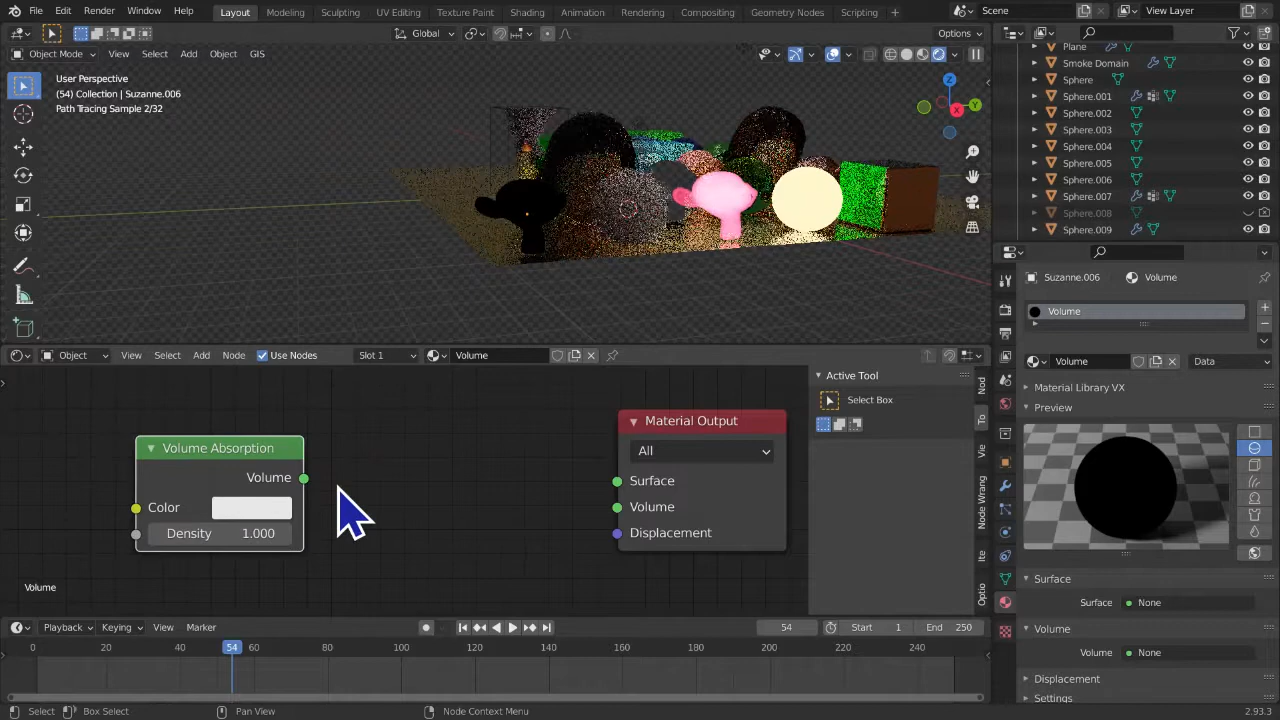 File Edit Render Window Help
Layout Modeling Sculpting UV Editing Texture Paint Shading Animation Rendering Compositing Geometry Nodes Scripting +
Scene View Layer
Global Options
Object Mode View Select Add Object GIS
User Perspective
(54) Collection | Suzanne.006
Path Tracing Sample 2/32
Z
Y
X
Plane
Smoke Domain
Sphere
Sphere.001
Sphere.002
Sphere.003
Sphere.004
Sphere.005
Sphere.006
Sphere.007
Sphere.008
Sphere.009
Suzanne.006 Volume
Volume
Volume Data
Material Library VX
Preview
Surface
Surface None
Volume
Volume None
Displacement
Settings
Object View Select Add Node Use Nodes Slot 1 Volume
Volume Absorption
Volume
Color
Density 1.000
Material Output
All
Surface
Volume
Displacement
Volume
Active Tool
Select Box
Nod
To
Vie
Node Wrang
Ite
Optio
Playback Keying View Marker 54 Start 1 End 250
0 20 40 54 60 80 100 120 140 160 180 200 220 240
Select Box Select Pan View Node Context Menu 2.93.3